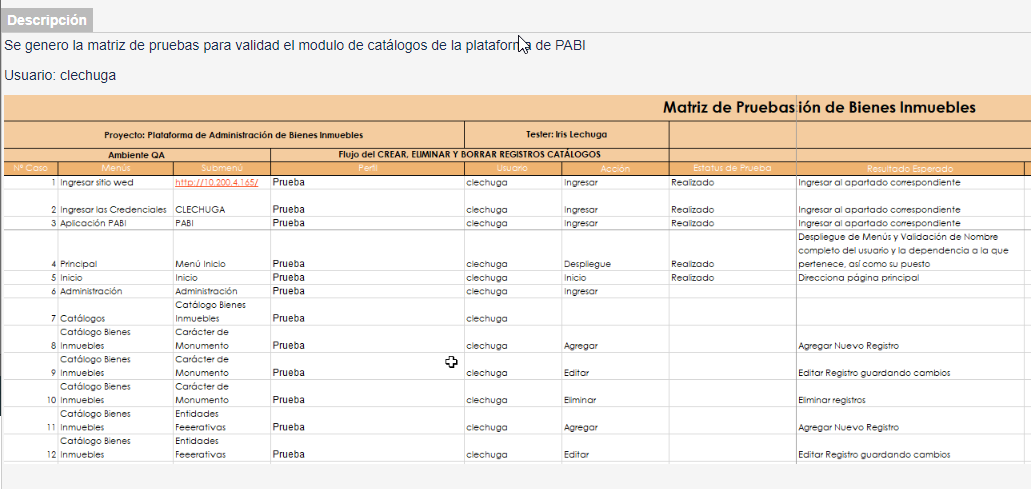 Descripción
Se genero la matriz de pruebas para validad el modulo de catálogos de la plataforma de PABI
Usuario: clechuga
Matriz de Pruebas ión de Bienes Inmuebles
Proyecto: Plataforma de Administración de Bienes Inmuebles Tester: Iris Lechuga
Ambiente QA Flujo del CREAR, ELIMINAR Y BORRAR REGISTROS CATÁLOGOS
N° Caso Menús Submenú Perfil Usuario Acción Estatus de Prueba Resultado Esperado
1 Ingresar sitio wed http://10.200.4.165/ Prueba clechuga Ingresar Realizado Ingresar al apartado correspondiente
2 Ingresar las Credenciales CLECHUGA Prueba clechuga Ingresar Realizado Ingresar al apartado correspondiente
3 Aplicación PABI PABI Prueba clechuga Ingresar Realizado Ingresar al apartado correspondiente
Despliegue de Menús y Validación de Nombre
completo del usuario y la dependencia a la que
4 Principal Menú Inicio Prueba clechuga Despliegue Realizado pertenece, así como su puesto
5 Inicio Inicio Prueba clechuga Inicio Realizado Direcciona página principal
6 Administración Administración Prueba clechuga Ingresar
Catálogo Bienes
7 Catálogos Inmuebles Prueba clechuga
Catálogo Bienes Carácter de
8 Inmuebles Monumento Prueba clechuga Agregar Agregar Nuevo Registro
Catálogo Bienes Carácter de
9 Inmuebles Monumento Prueba clechuga Editar Editar Registro guardando cambios
Catálogo Bienes Carácter de
10 Inmuebles Monumento Prueba clechuga Eliminar Eliminar registros
Catálogo Bienes Entidades
11 Inmuebles Feeerativas Prueba clechuga Agregar Agregar Nuevo Registro
Catálogo Bienes Entidades
12 Inmuebles Feeerativas Prueba clechuga Editar Editar Registro guardando cambios